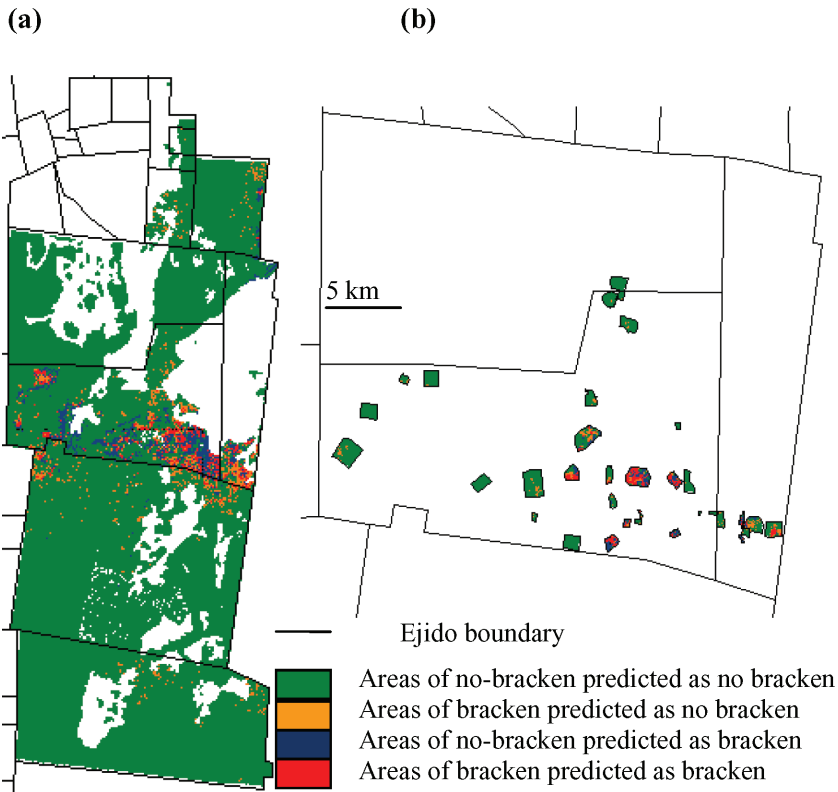 (a)
(b)
5 km
Ejido boundary
Areas of no-bracken predicted as no bracken
Areas of bracken predicted as no bracken
Areas of no-bracken predicted as bracken
Areas of bracken predicted as bracken